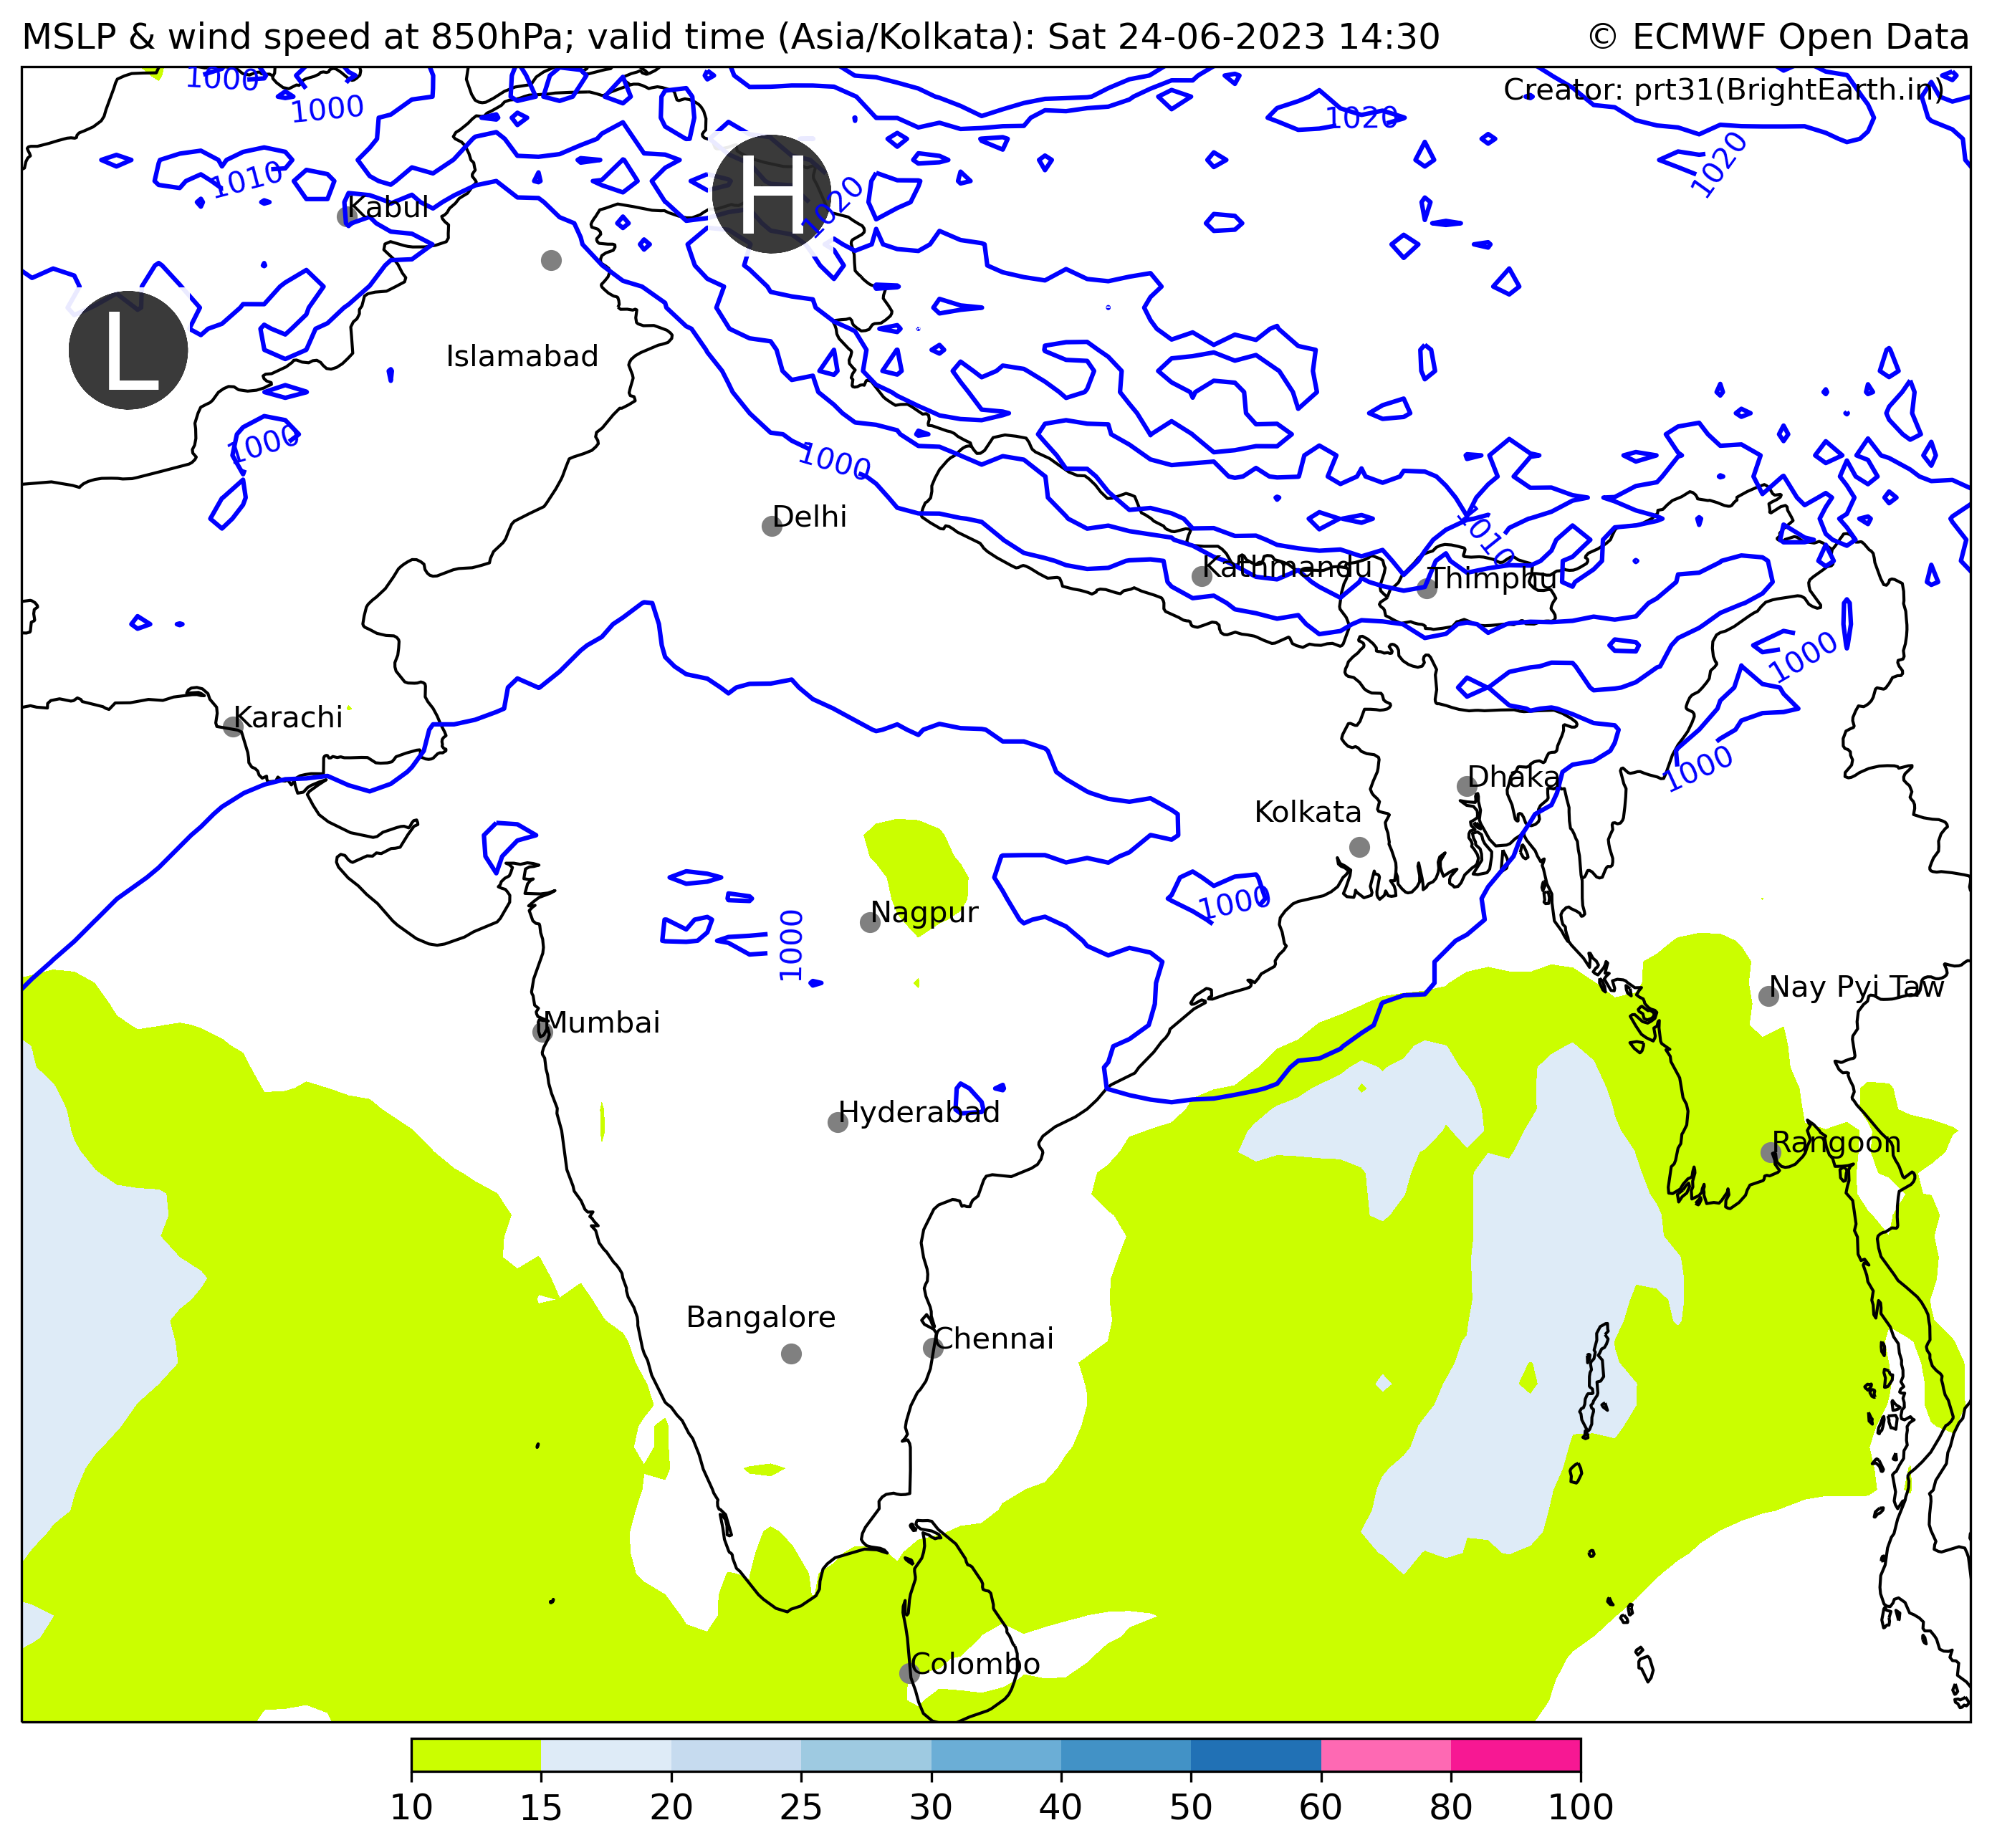 MSLP & wind speed at 850hPa; valid time (Asia/Kolkata): Sat 24-06-2023 14:30 © ECMWF Open Data
Creator: prt31(BrightEarth.in)
1000
1000
1020
1020
1010
H
1020
Kabul
L
Islamabad
1000
1000
Delhi
1010
Kathmandu
Thimphu
1000
Karachi
1000
Dhaka
Kolkata
1000
Nagpur
1000
Nay Pyi Taw
Mumbai
Hyderabad
Rangoon
Bangalore
Chennai
Colombo
10 15 20 25 30 40 50 60 80 100